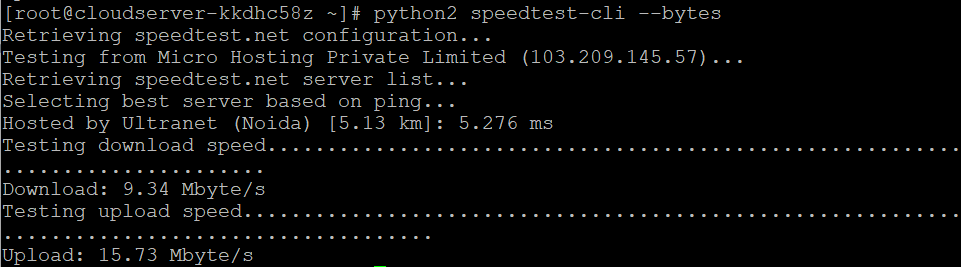 [root@cloudserver-kkdhc58z ~]# python2 speedtest-cli --bytes
Retrieving speedtest.net configuration...
Testing from Micro Hosting Private Limited (103.209.145.57)...
Retrieving speedtest.net server list...
Selecting best server based on ping...
Hosted by Ultranet (Noida) [5.13 km]: 5.276 ms
Testing download speed..........................................................
......................
Download: 9.34 Mbyte/s
Testing upload speed............................................................
....................................
Upload: 15.73 Mbyte/s